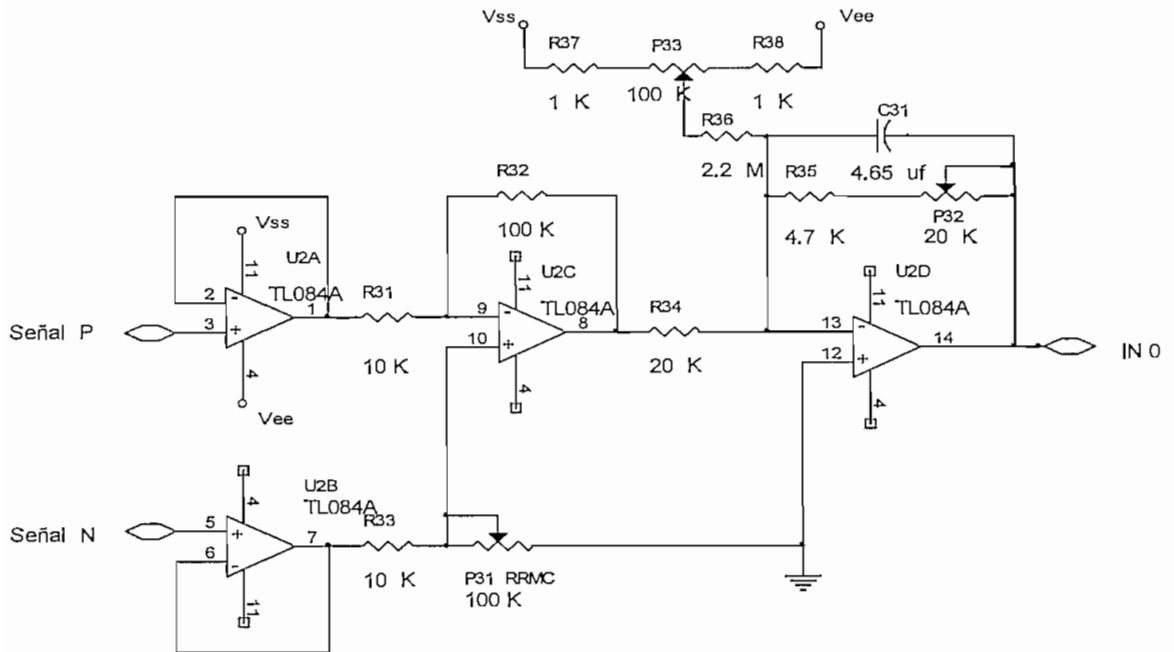 Vss
Vee
R37
P33
R38
1 K
100 K
1 K
R36
C31
2.2 M
R35
4.65 uf
R32
P32
100 K
4.7 K
20 K
Vss
11
U2A
TL084A
2
-
3
+
1
4
Vee
Señal P
R31
10 K
U2C
TL084A
11
9
-
10
+
8
4
R34
20 K
U2D
TL084A
11
13
-
12
+
14
4
IN 0
U2B
TL084A
4
Señal N
5
+
6
-
7
11
R33
10 K
P31 RRMC
100 K